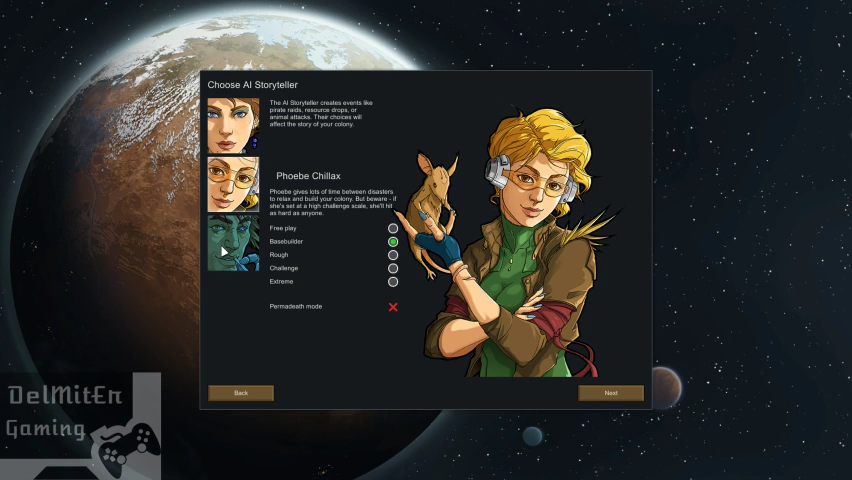 Choose AI Storyteller
The AI Storyteller creates events like
pirate raids, resource drops, or
animal attacks. Their choices will
affect the story of your colony.
Phoebe Chillax
Phoebe gives lots of time between disasters
to relax and build your colony. But beware - if
she's set at a high challenge scale, she'll hit
as hard as anyone.
Free play
Basebuilder
Rough
Challenge
Extreme
Permadeath mode
Back
Next
DelMitEr
Gaming